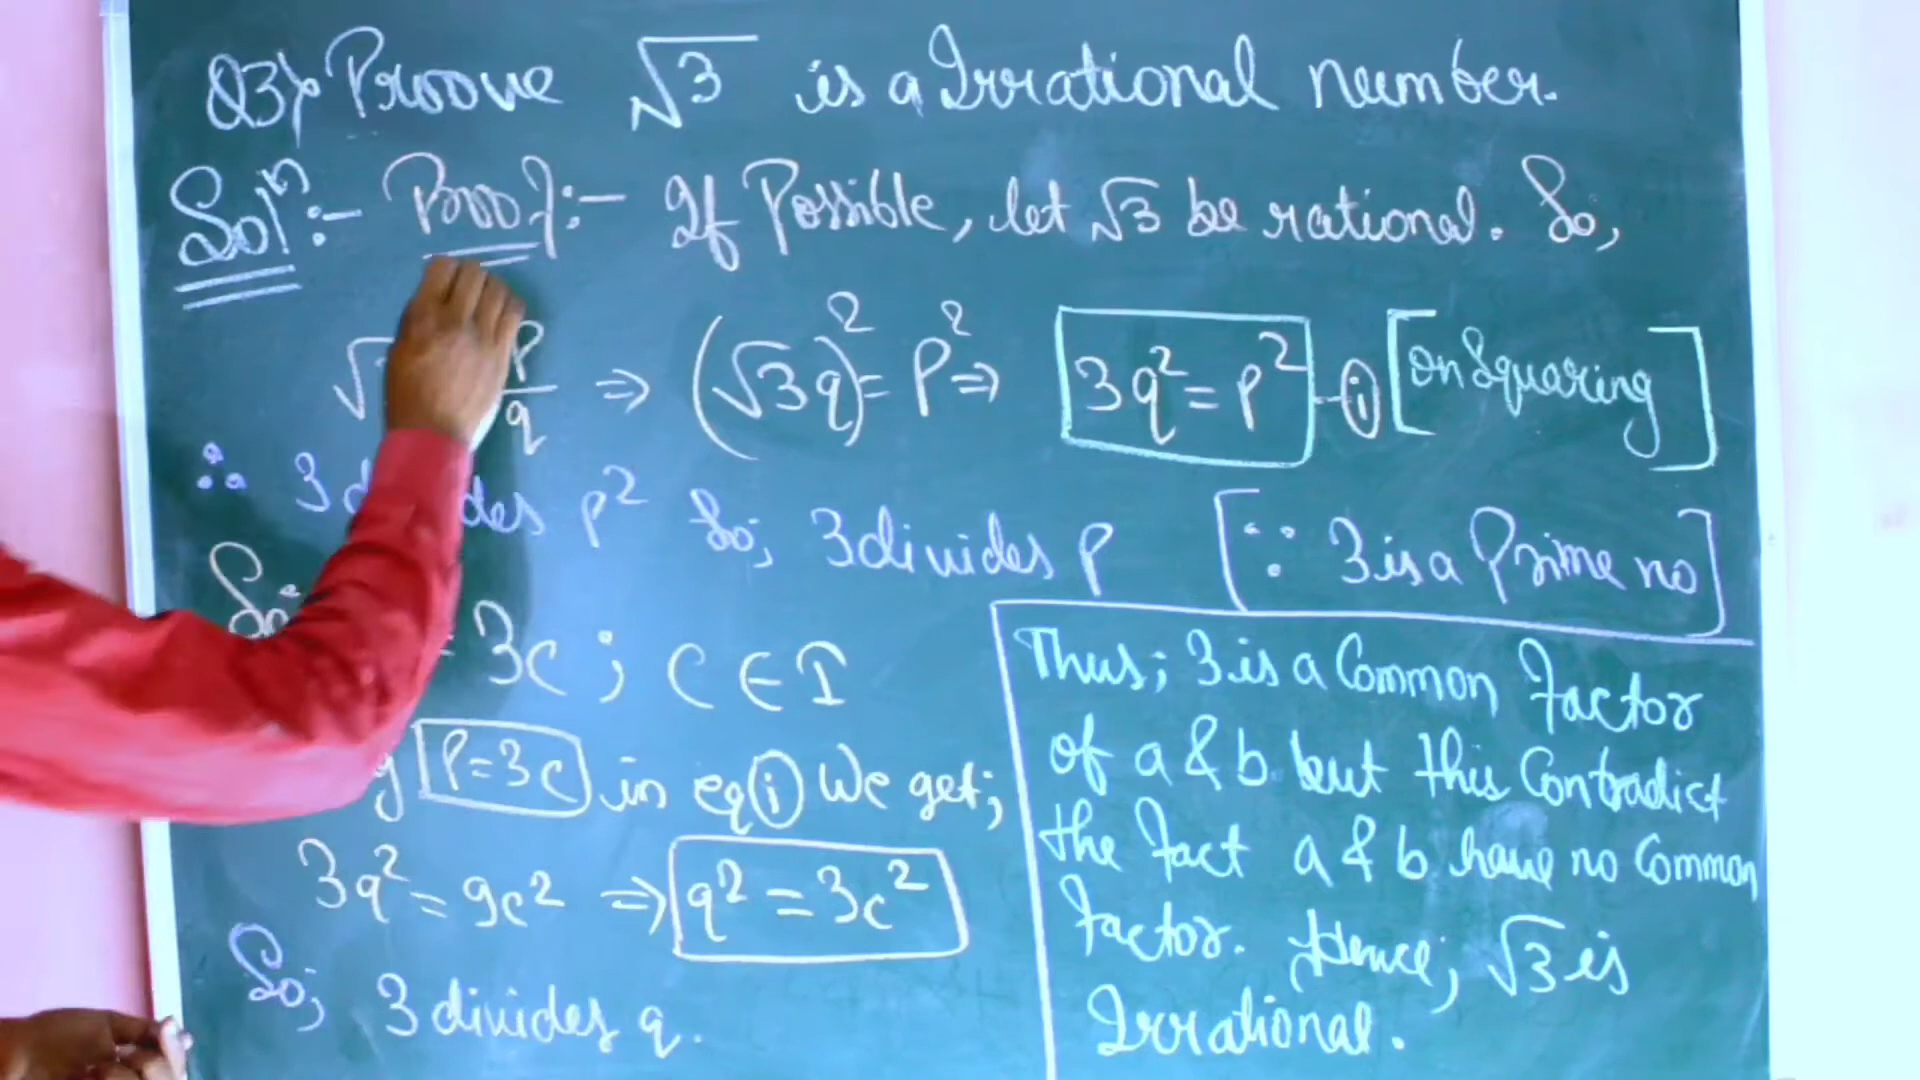 Q3) Proove √3 is a Irrational number.
Solⁿ:- Proof:- If Possible, let √3 be rational. So,
p/q ⇒ (√3q)² = P² ⇒ 3q² = p² -(i) [on Squaring]
∴ 3 divides p² So; 3 divides p [∵ 3 is a Prime no]
So; = 3c ; c ∈ I
P=3c in eq(i) We get;
3q² = 9c² ⇒ q² = 3c²
So; 3 divides q.
Thus; 3 is a Common Factor
of a & b but this Contradict
the fact a & b have no Common
factor. Hence; √3 is
Irrational.